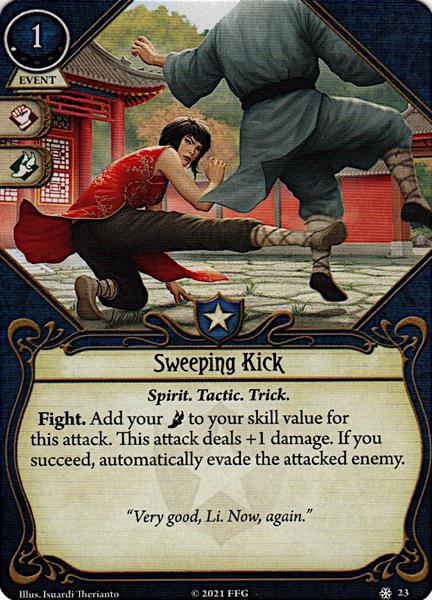 1
EVENT
Sweeping Kick
Spirit. Tactic. Trick.
Fight. Add your to your skill value for
this attack. This attack deals +1 damage. If you
succeed, automatically evade the attacked enemy.
“Very good, Li. Now, again.”
Illus. Isuardi Therianto © 2021 FFG 23